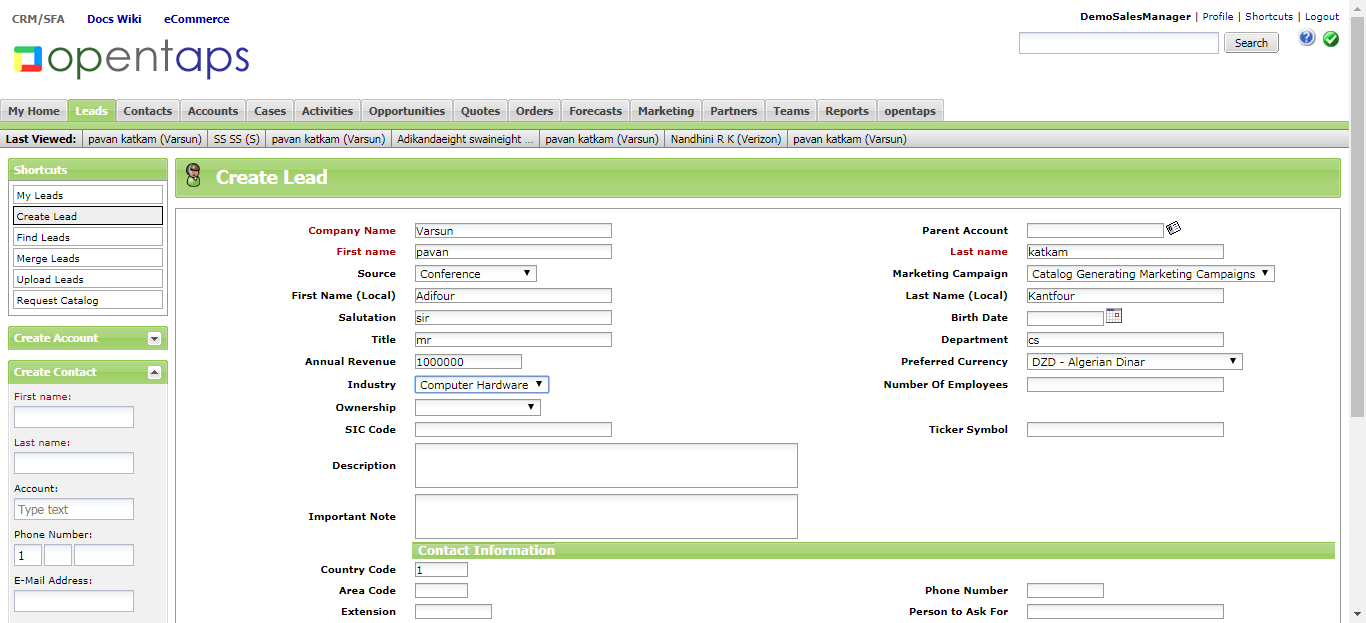 CRM/SFA Docs Wiki eCommerce
DemoSalesManager | Profile | Shortcuts | Logout
opentaps
Search
My Home Leads Contacts Accounts Cases Activities Opportunities Quotes Orders Forecasts Marketing Partners Teams Reports opentaps
Last Viewed: pavan katkam (Varsun) SS SS (S) pavan katkam (Varsun) Adikandaeight swaineight ... pavan katkam (Varsun) Nandhini R K (Verizon) pavan katkam (Varsun)
Shortcuts
My Leads
Create Lead
Find Leads
Merge Leads
Upload Leads
Request Catalog
Create Account
Create Contact
First name:
Last name:
Account:
Type text
Phone Number:
1
E-Mail Address:
Create Lead
Company Name Varsun Parent Account
First name pavan Last name katkam
Source Conference Marketing Campaign Catalog Generating Marketing Campaigns
First Name (Local) Adifour Last Name (Local) Kantfour
Salutation sir Birth Date
Title mr Department cs
Annual Revenue 1000000 Preferred Currency DZD - Algerian Dinar
Industry Computer Hardware Number Of Employees
Ownership
SIC Code Ticker Symbol
Description
Important Note
Contact Information
Country Code 1
Area Code Phone Number
Extension Person to Ask For